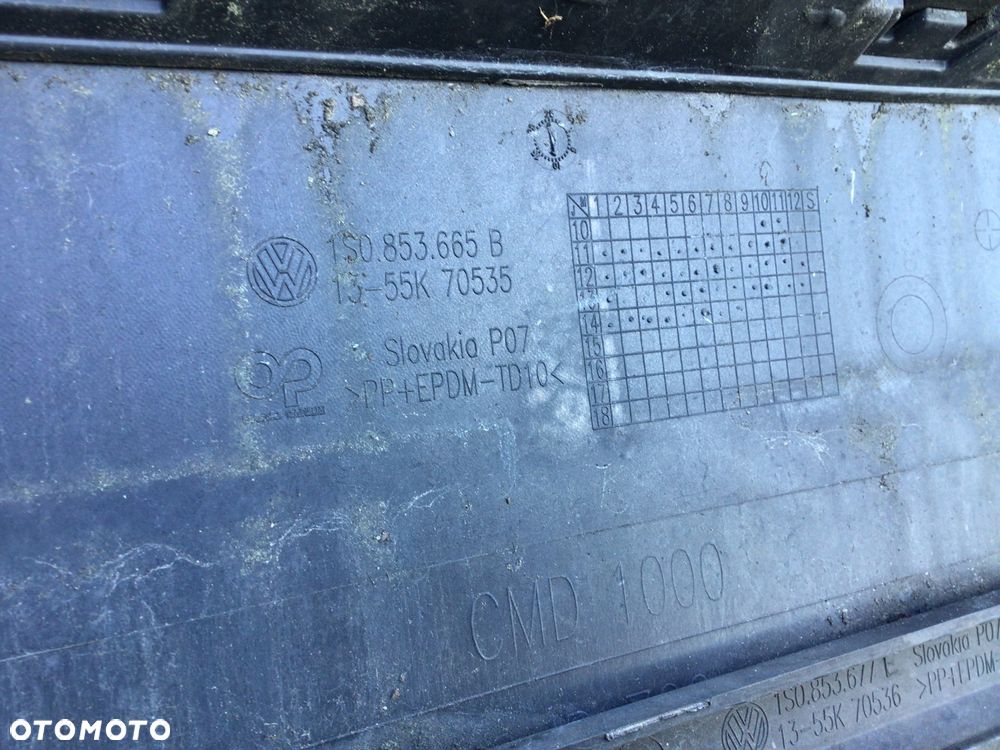 1S0.853.665 B
13-55K 70535
Slovakia P07
>PP+EPDM-TD10<
OP
M 1 2 3 4 5 6 7 8 9 10 11 12 S
J
10
11
12
13
14
15
16
17
18
CMD 1000
1S0.853.677 E
13-55K 70536
Slovakia P07
>PP+EPDM-
OTOMOTO